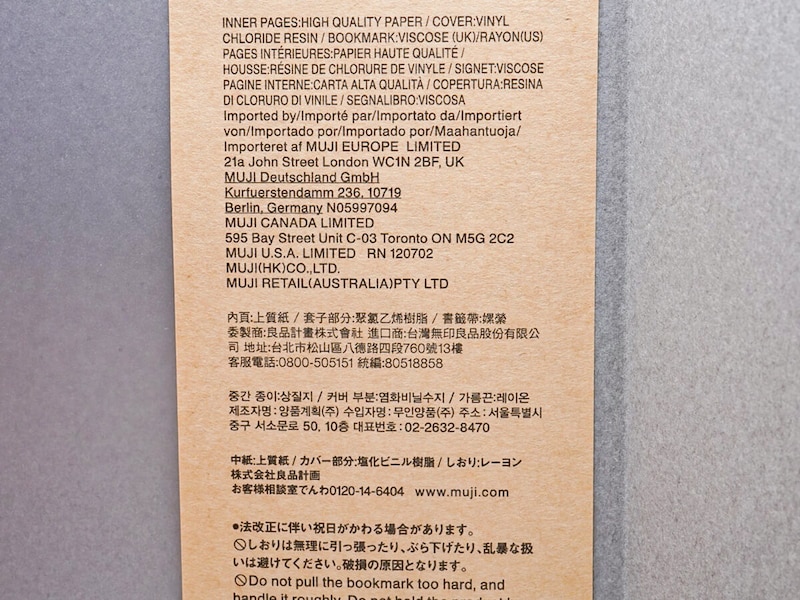 INNER PAGES:HIGH QUALITY PAPER / COVER:VINYL
CHLORIDE RESIN / BOOKMARK:VISCOSE (UK)/RAYON(US)
PAGES INTÉRIEURES:PAPIER HAUTE QUALITÉ /
HOUSSE:RÉSINE DE CHLORURE DE VINYLE / SIGNET:VISCOSE
PAGINE INTERNE:CARTA ALTA QUALITÀ / COPERTURA:RESINA
DI CLORURO DI VINILE / SEGNALIBRO:VISCOSA
Imported by/Importé par/Importato da/Importiert
von/Importado por/Importado por/Maahantuoja/
Importeret af MUJI EUROPE LIMITED
21a John Street London WC1N 2BF, UK
MUJI Deutschland GmbH
Kurfuerstendamm 236, 10719
Berlin, Germany N05997094
MUJI CANADA LIMITED
595 Bay Street Unit C-03 Toronto ON M5G 2C2
MUJI U.S.A. LIMITED RN 120702
MUJI(HK)CO.,LTD.
MUJI RETAIL(AUSTRALIA)PTY LTD
內頁:上質紙 / 套子部分:聚氯乙烯樹脂 / 書籤帶:嫘縈
委製商:良品計畫株式會社 進口商:台灣無印良品股份有限公
司 地址:台北市松山區八德路四段760號13樓
客服電話:0800-505151 統編:80518858
중간 종이:상질지 / 커버 부분:염화비닐수지 / 가름끈:레이온
제조자명:양품계획(주) 수입자명:무인양품(주) 주소:서울특별시
중구 서소문로 50, 10층 대표번호:02-2632-8470
中紙:上質紙 / カバー部分:塩化ビニル樹脂 / しおり:レーヨン
株式会社良品計画
お客様相談室でんわ0120-14-6404 www.muji.com
●法改正に伴い祝日がかわる場合があります。
🚫しおりは無理に引っ張ったり、ぶら下げたり、乱暴な扱
いは避けてください。破損の原因となります。
🚫Do not pull the bookmark too hard, and
handle it roughly. Do not hold the product